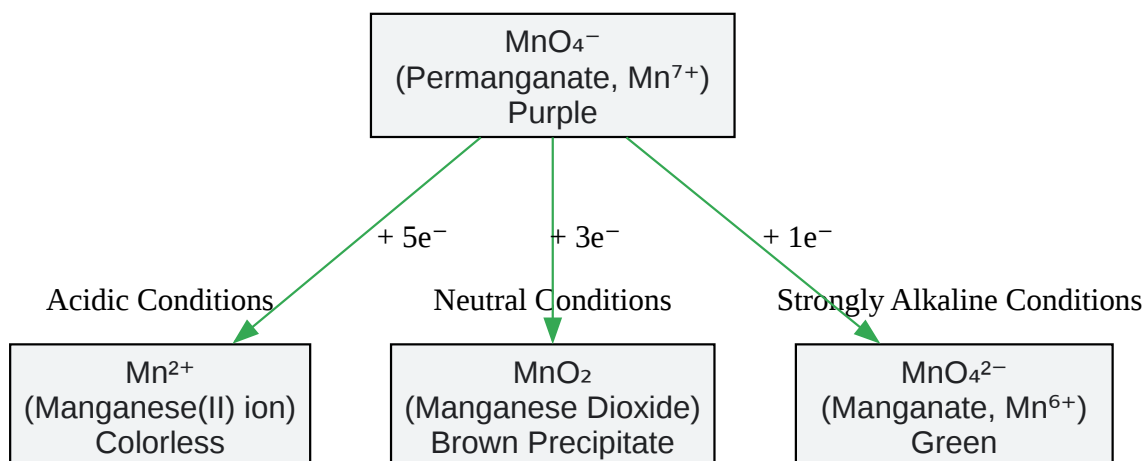 MnO₄⁻
(Permanganate, Mn⁷⁺)
Purple
+ 5e⁻
+ 3e⁻
+ 1e⁻
Acidic Conditions
Neutral Conditions
Strongly Alkaline Conditions
Mn²⁺
(Manganese(II) ion)
Colorless
MnO₂
(Manganese Dioxide)
Brown Precipitate
MnO₄²⁻
(Manganate, Mn⁶⁺)
Green